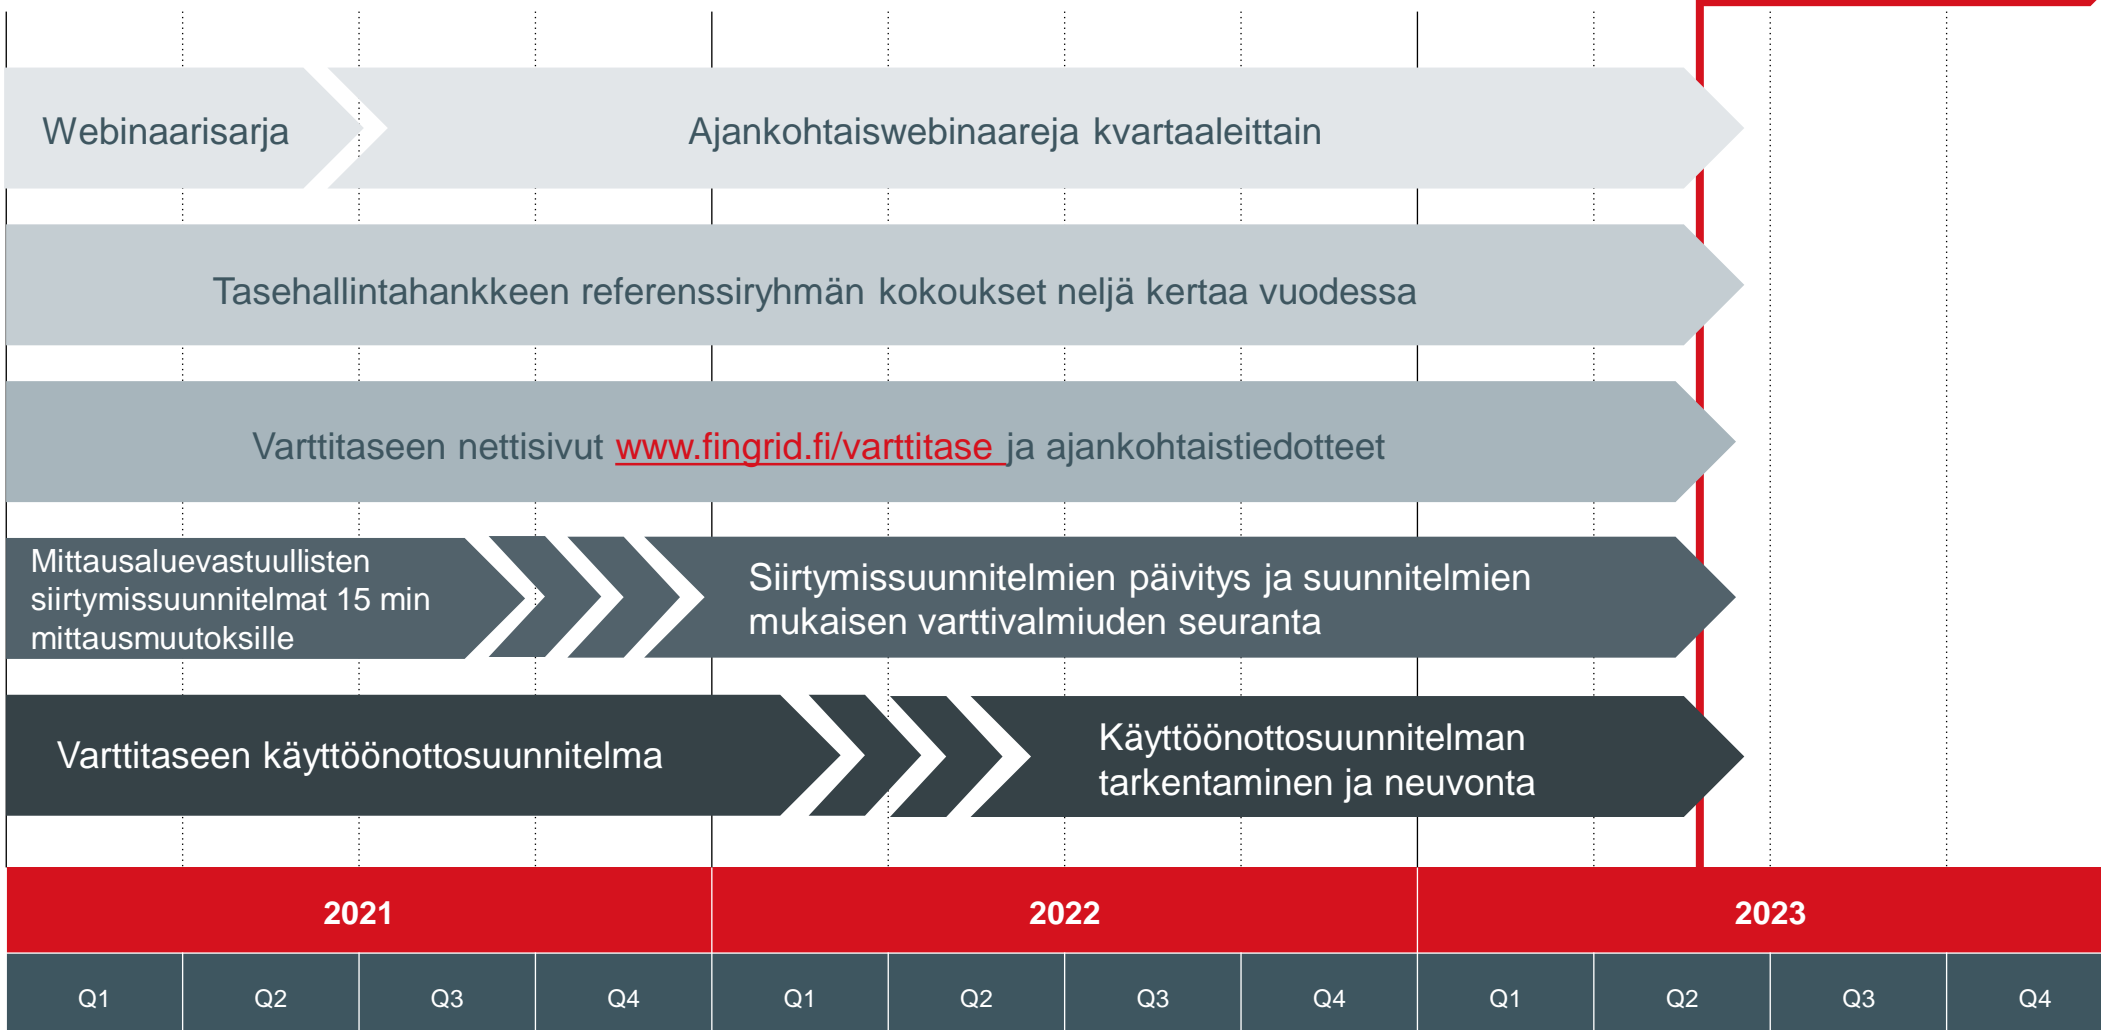 Webinaarisarja
Ajankohtaiswebinaareja kvartaaleittain
Tasehallintahankkeen referenssiryhmän kokoukset neljä kertaa vuodessa
Varttitaseen nettisivut www.fingrid.fi/varttitase ja ajankohtaistiedotteet
Mittausaluevastuullisten
siirtymissuunnitelmat 15 min
mittausmuutoksille
Siirtymissuunnitelmien päivitys ja suunnitelmien
mukaisen varttivalmiuden seuranta
Varttitaseen käyttöönottosuunnitelma
Käyttöönottosuunnitelman
tarkentaminen ja neuvonta
2021 2022 2023
Q1 Q2 Q3 Q4 Q1 Q2 Q3 Q4 Q1 Q2 Q3 Q4